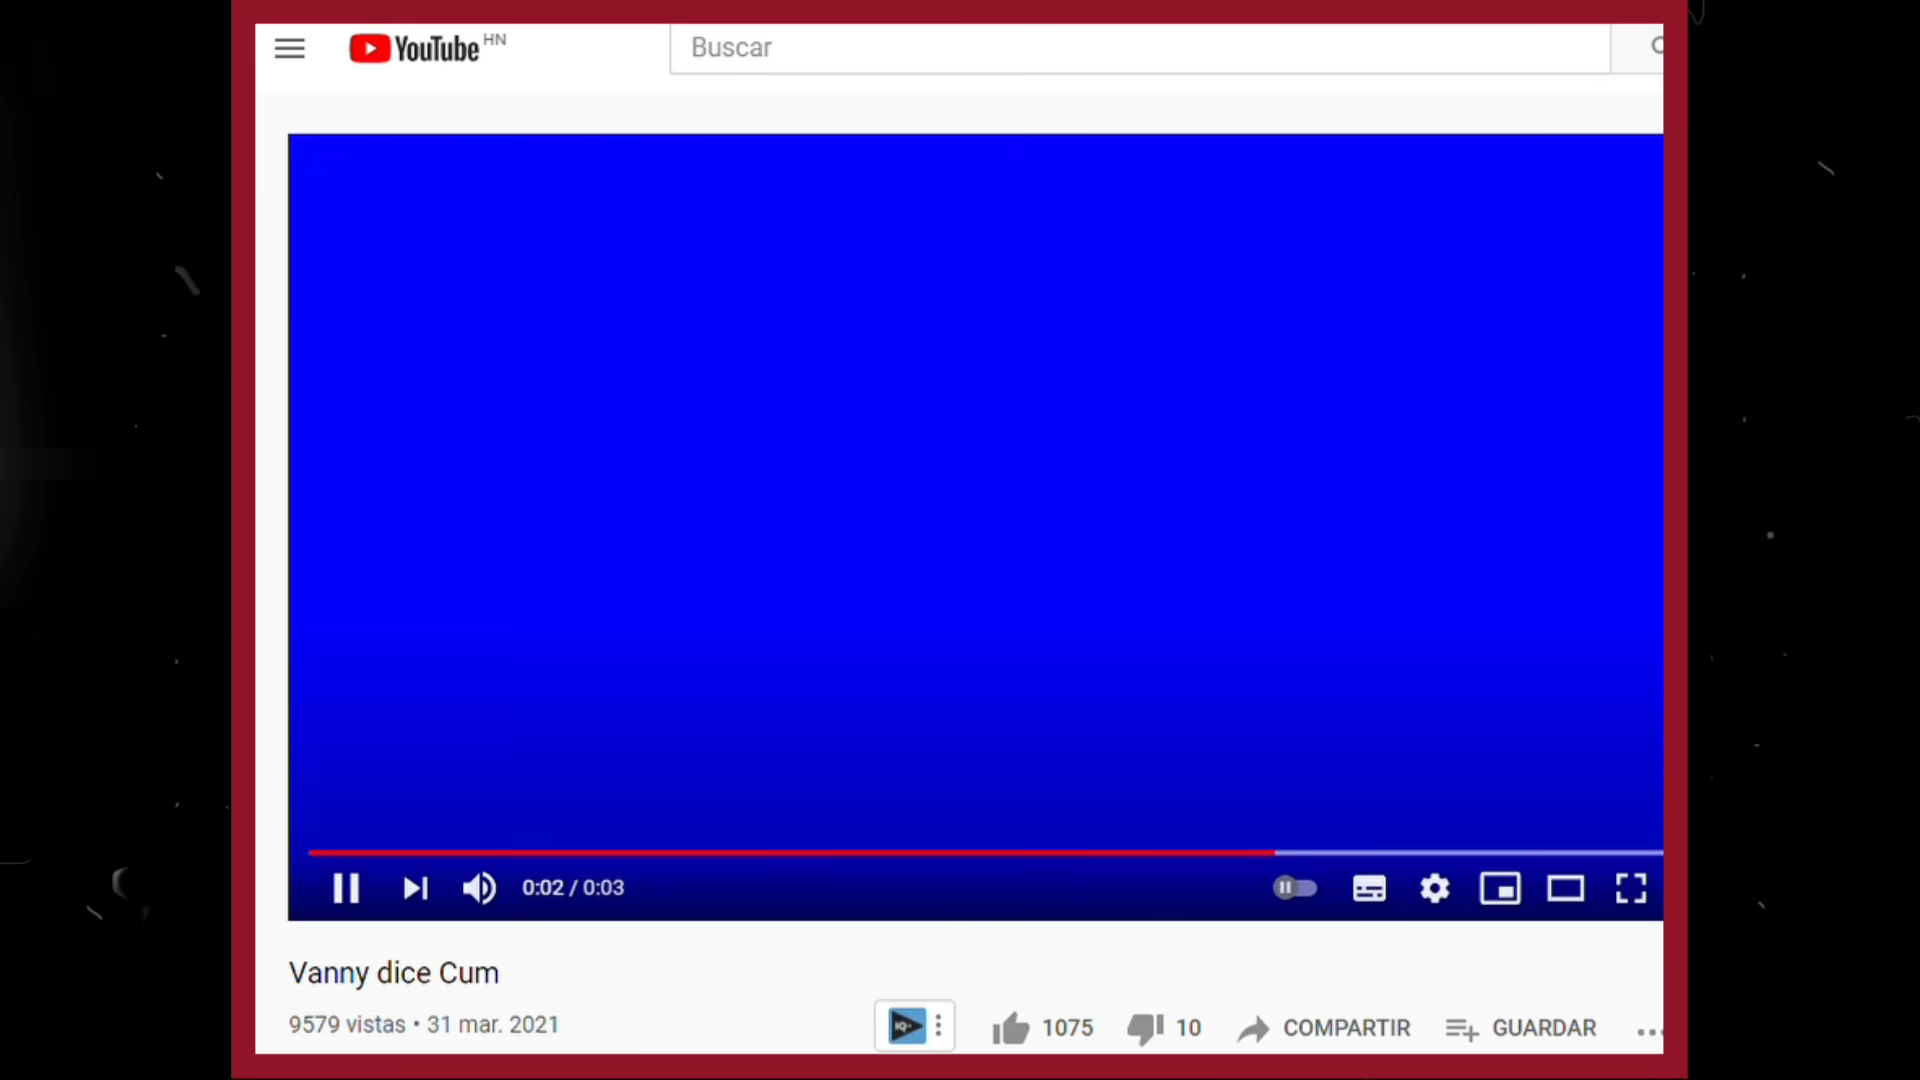 YouTube HN
Buscar
0:02 / 0:03
Vanny dice Cum
9579 vistas • 31 mar. 2021
IQ
1075
10
COMPARTIR
GUARDAR